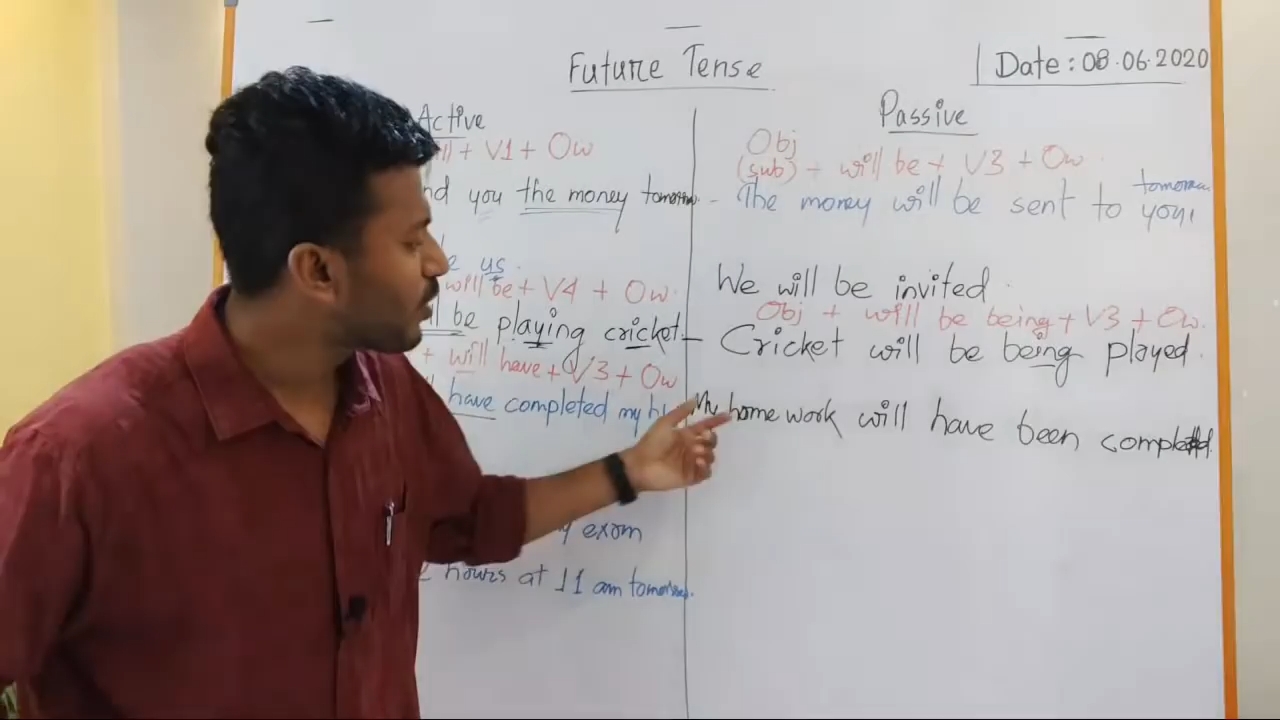 Future Tense
Date: 08.06.2020
Active
+ V1 + Ow
you the money tomorrow -
us.
will be + V4 + Ow.
be playing cricket -
+ will have + V3 + Ow
have completed my
exam
hours at 11 am tomorrow.
Passive
Obj
(sub) + will be + V3 + Ow.
tomorrow
The money will be sent to you,
We will be invited.
Obj + will be being + V3 + Ow.
Cricket will be being played.
My home work will have been completed.